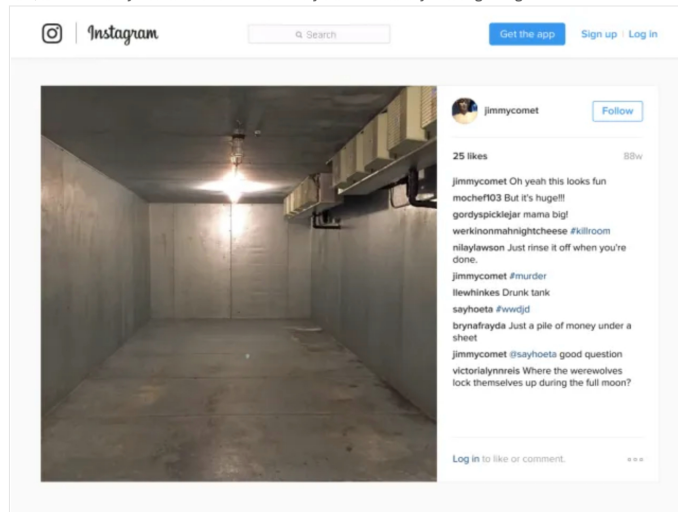 Instagram
Search
Get the app
Sign up | Log in
jimmycomet
Follow
25 likes
88w
jimmycomet Oh yeah this looks fun
mochef103 But it's huge!!!
gordyspicklejar mama big!
werkinonmahnightcheese #killroom
nilaylawson Just rinse it off when you're
done.
jimmycomet #murder
llewhinkes Drunk tank
sayhoeta #wwdjd
brynafrayda Just a pile of money under a
sheet
jimmycomet @sayhoeta good question
victorialynnreis Where the werewolves
lock themselves up during the full moon?
Log in to like or comment.